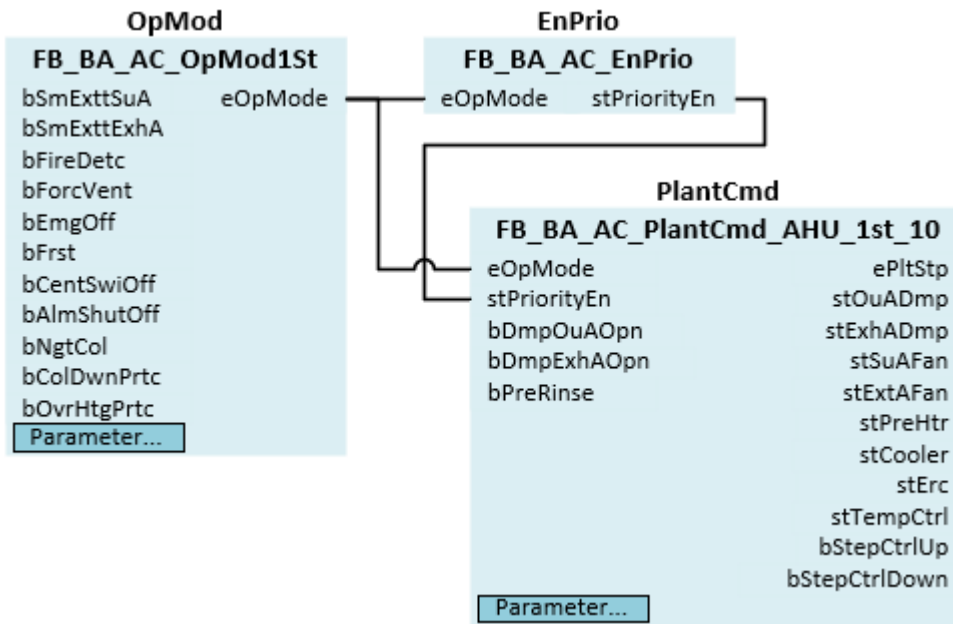 OpMod
FB_BA_AC_OpMod1St
bSmExttSuA eOpMode
bSmExttExhA
bFireDetc
bForcVent
bEmgOff
bFrst
bCentSwiOff
bAlmShutOff
bNgtCol
bColDwnPrtc
bOvrHtgPrtc
Parameter...
EnPrio
FB_BA_AC_EnPrio
eOpMode stPriorityEn
PlantCmd
FB_BA_AC_PlantCmd_AHU_1st_10
eOpMode ePltStp
stPriorityEn stOuADmp
bDmpOuAOpn stExhADmp
bDmpExhAOpn stSuAFan
bPreRinse stExtAFan
stPreHtr
stCooler
stErc
stTempCtrl
bStepCtrlUp
bStepCtrlDown
Parameter...